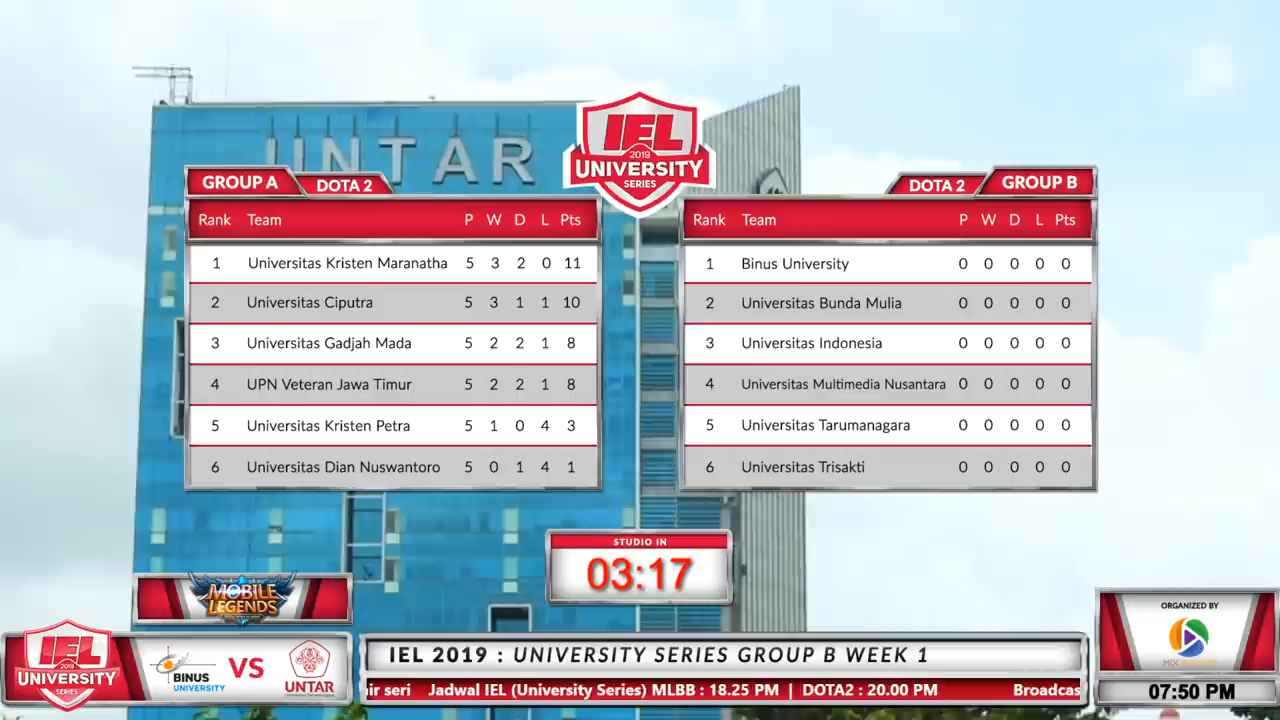 UNTAR
IEL
2019
UNIVERSITY
SERIES
GROUP A
DOTA 2
Rank Team P W D L Pts
1 Universitas Kristen Maranatha 5 3 2 0 11
2 Universitas Ciputra 5 3 1 1 10
3 Universitas Gadjah Mada 5 2 2 1 8
4 UPN Veteran Jawa Timur 5 2 2 1 8
5 Universitas Kristen Petra 5 1 0 4 3
6 Universitas Dian Nuswantoro 5 0 1 4 1
DOTA 2
GROUP B
Rank Team P W D L Pts
1 Binus University 0 0 0 0 0
2 Universitas Bunda Mulia 0 0 0 0 0
3 Universitas Indonesia 0 0 0 0 0
4 Universitas Multimedia Nusantara 0 0 0 0 0
5 Universitas Tarumanagara 0 0 0 0 0
6 Universitas Trisakti 0 0 0 0 0
STUDIO IN
03:17
MOBILE
LEGENDS
IEL
2019
UNIVERSITY
SERIES
BINUS
UNIVERSITY
VS
UNTAR
IEL 2019 : UNIVERSITY SERIES GROUP B WEEK 1
ir seri Jadwal IEL (University Series) MLBB : 18.25 PM | DOTA2 : 20.00 PM Broadcas
ORGANIZED BY
07:50 PM